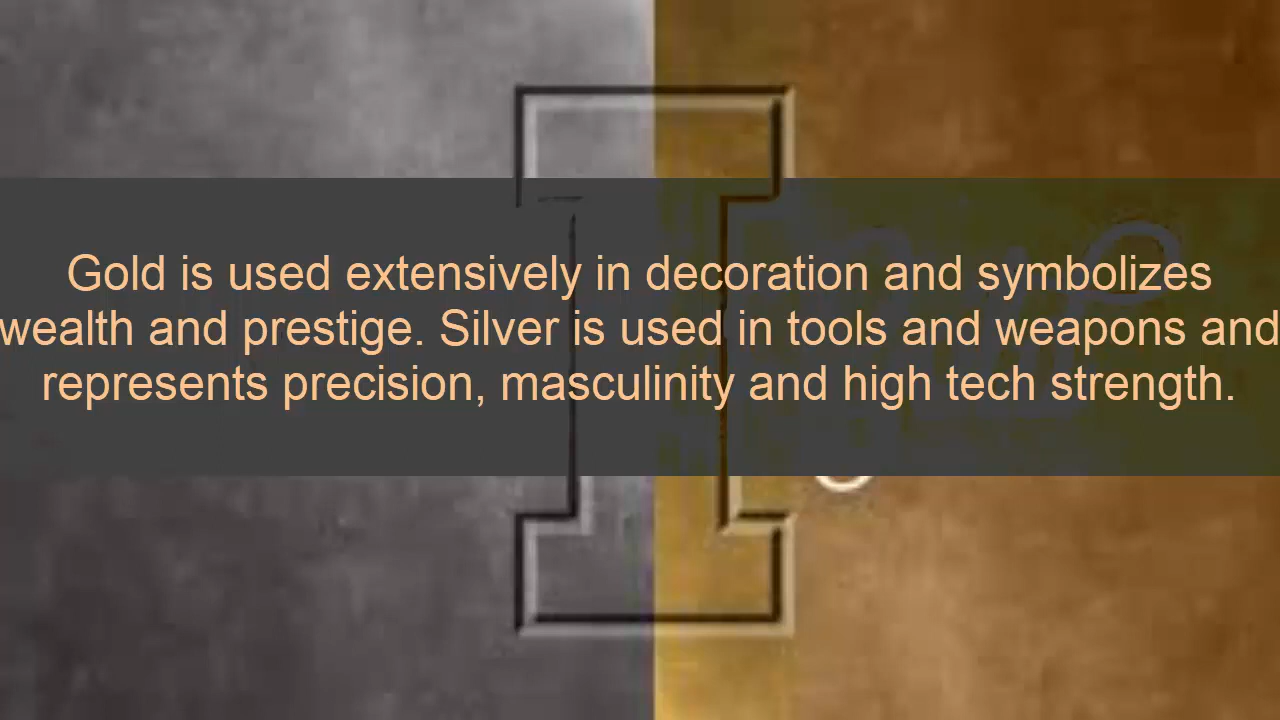 I
Gold is used extensively in decoration and symbolizes
wealth and prestige. Silver is used in tools and weapons and
represents precision, masculinity and high tech strength.